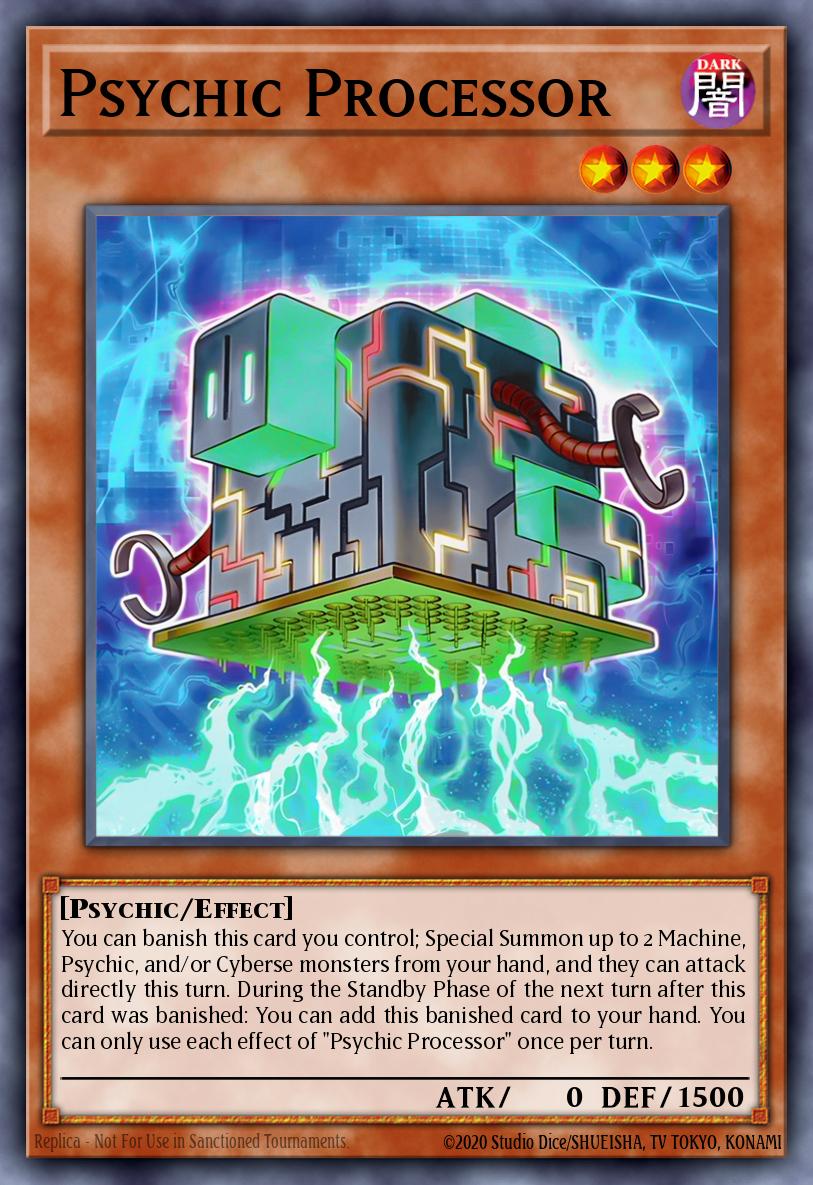 Psychic Processor
DARK
闇
[Psychic/Effect]
You can banish this card you control; Special Summon up to 2 Machine,
Psychic, and/or Cyberse monsters from your hand, and they can attack
directly this turn. During the Standby Phase of the next turn after this
card was banished: You can add this banished card to your hand. You
can only use each effect of "Psychic Processor" once per turn.
ATK/ 0 DEF/1500
Replica - Not For Use in Sanctioned Tournaments.
©2020 Studio Dice/SHUEISHA, TV TOKYO, KONAMI